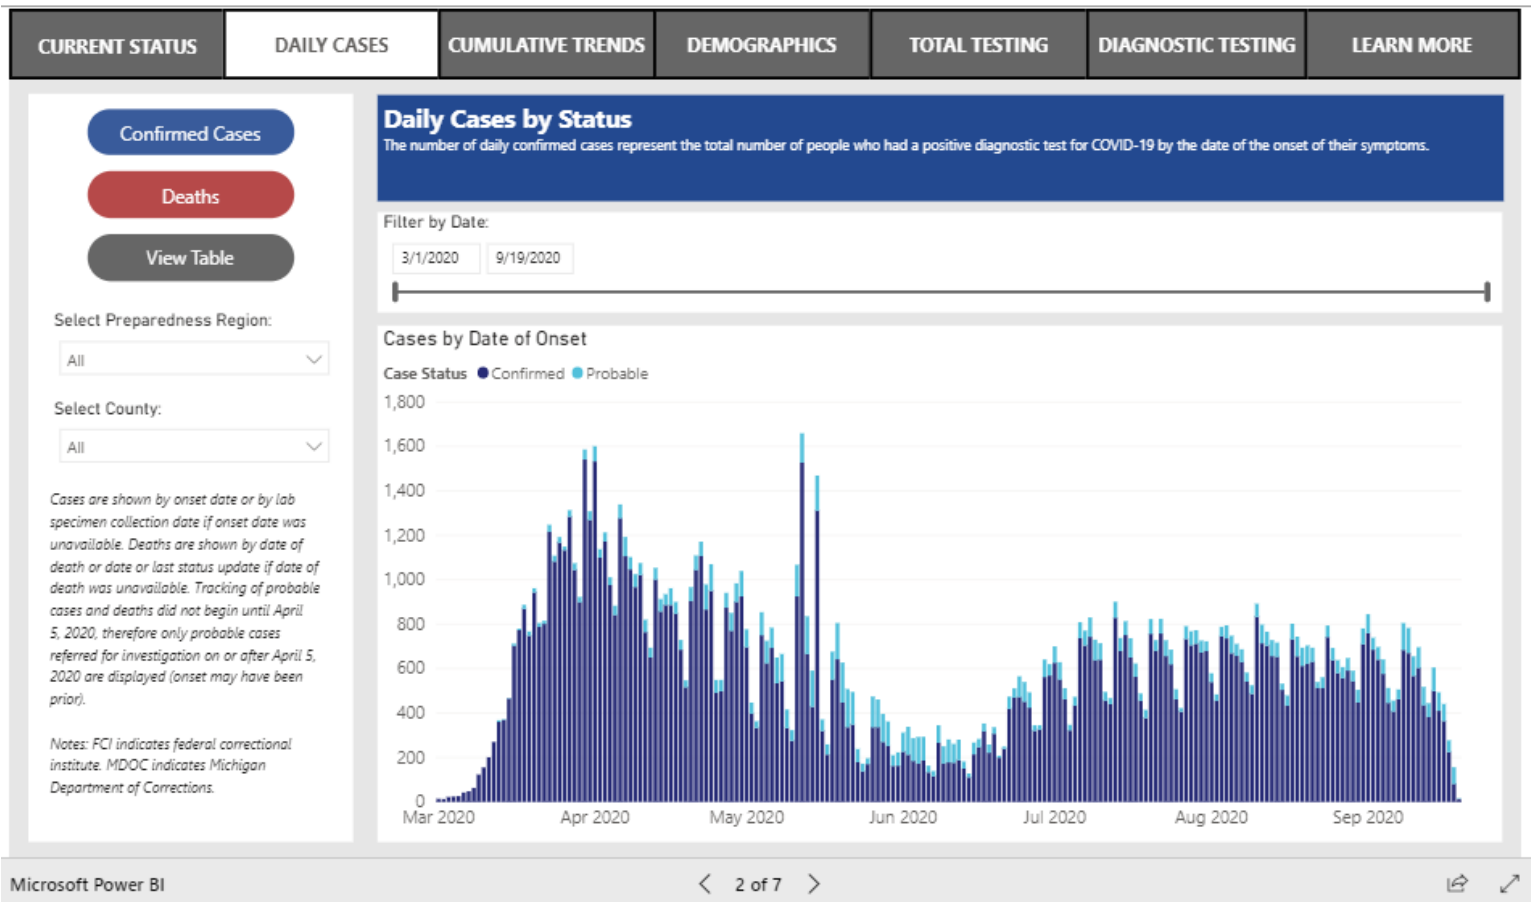 CURRENT STATUS
DAILY CASES
CUMULATIVE TRENDS
DEMOGRAPHICS
TOTAL TESTING
DIAGNOSTIC TESTING
LEARN MORE
Confirmed Cases
Deaths
View Table
Select Preparedness Region:
All
Select County:
All
Cases are shown by onset date or by lab
specimen collection date if onset date was
unavailable. Deaths are shown by date of
death or date or last status update if date of
death was unavailable. Tracking of probable
cases and deaths did not begin until April
5, 2020, therefore only probable cases
referred for investigation on or after April 5,
2020 are displayed (onset may have been
prior).
Notes: FCI indicates federal correctional
institute. MDOC indicates Michigan
Department of Corrections.
Daily Cases by Status
The number of daily confirmed cases represent the total number of people who had a positive diagnostic test for COVID-19 by the date of the onset of their symptoms.
Filter by Date:
3/1/2020 9/19/2020
Cases by Date of Onset
Case Status Confirmed Probable
1,800
1,600
1,400
1,200
1,000
800
600
400
200
0
Mar 2020 Apr 2020 May 2020 Jun 2020 Jul 2020 Aug 2020 Sep 2020
Microsoft Power BI
2 of 7